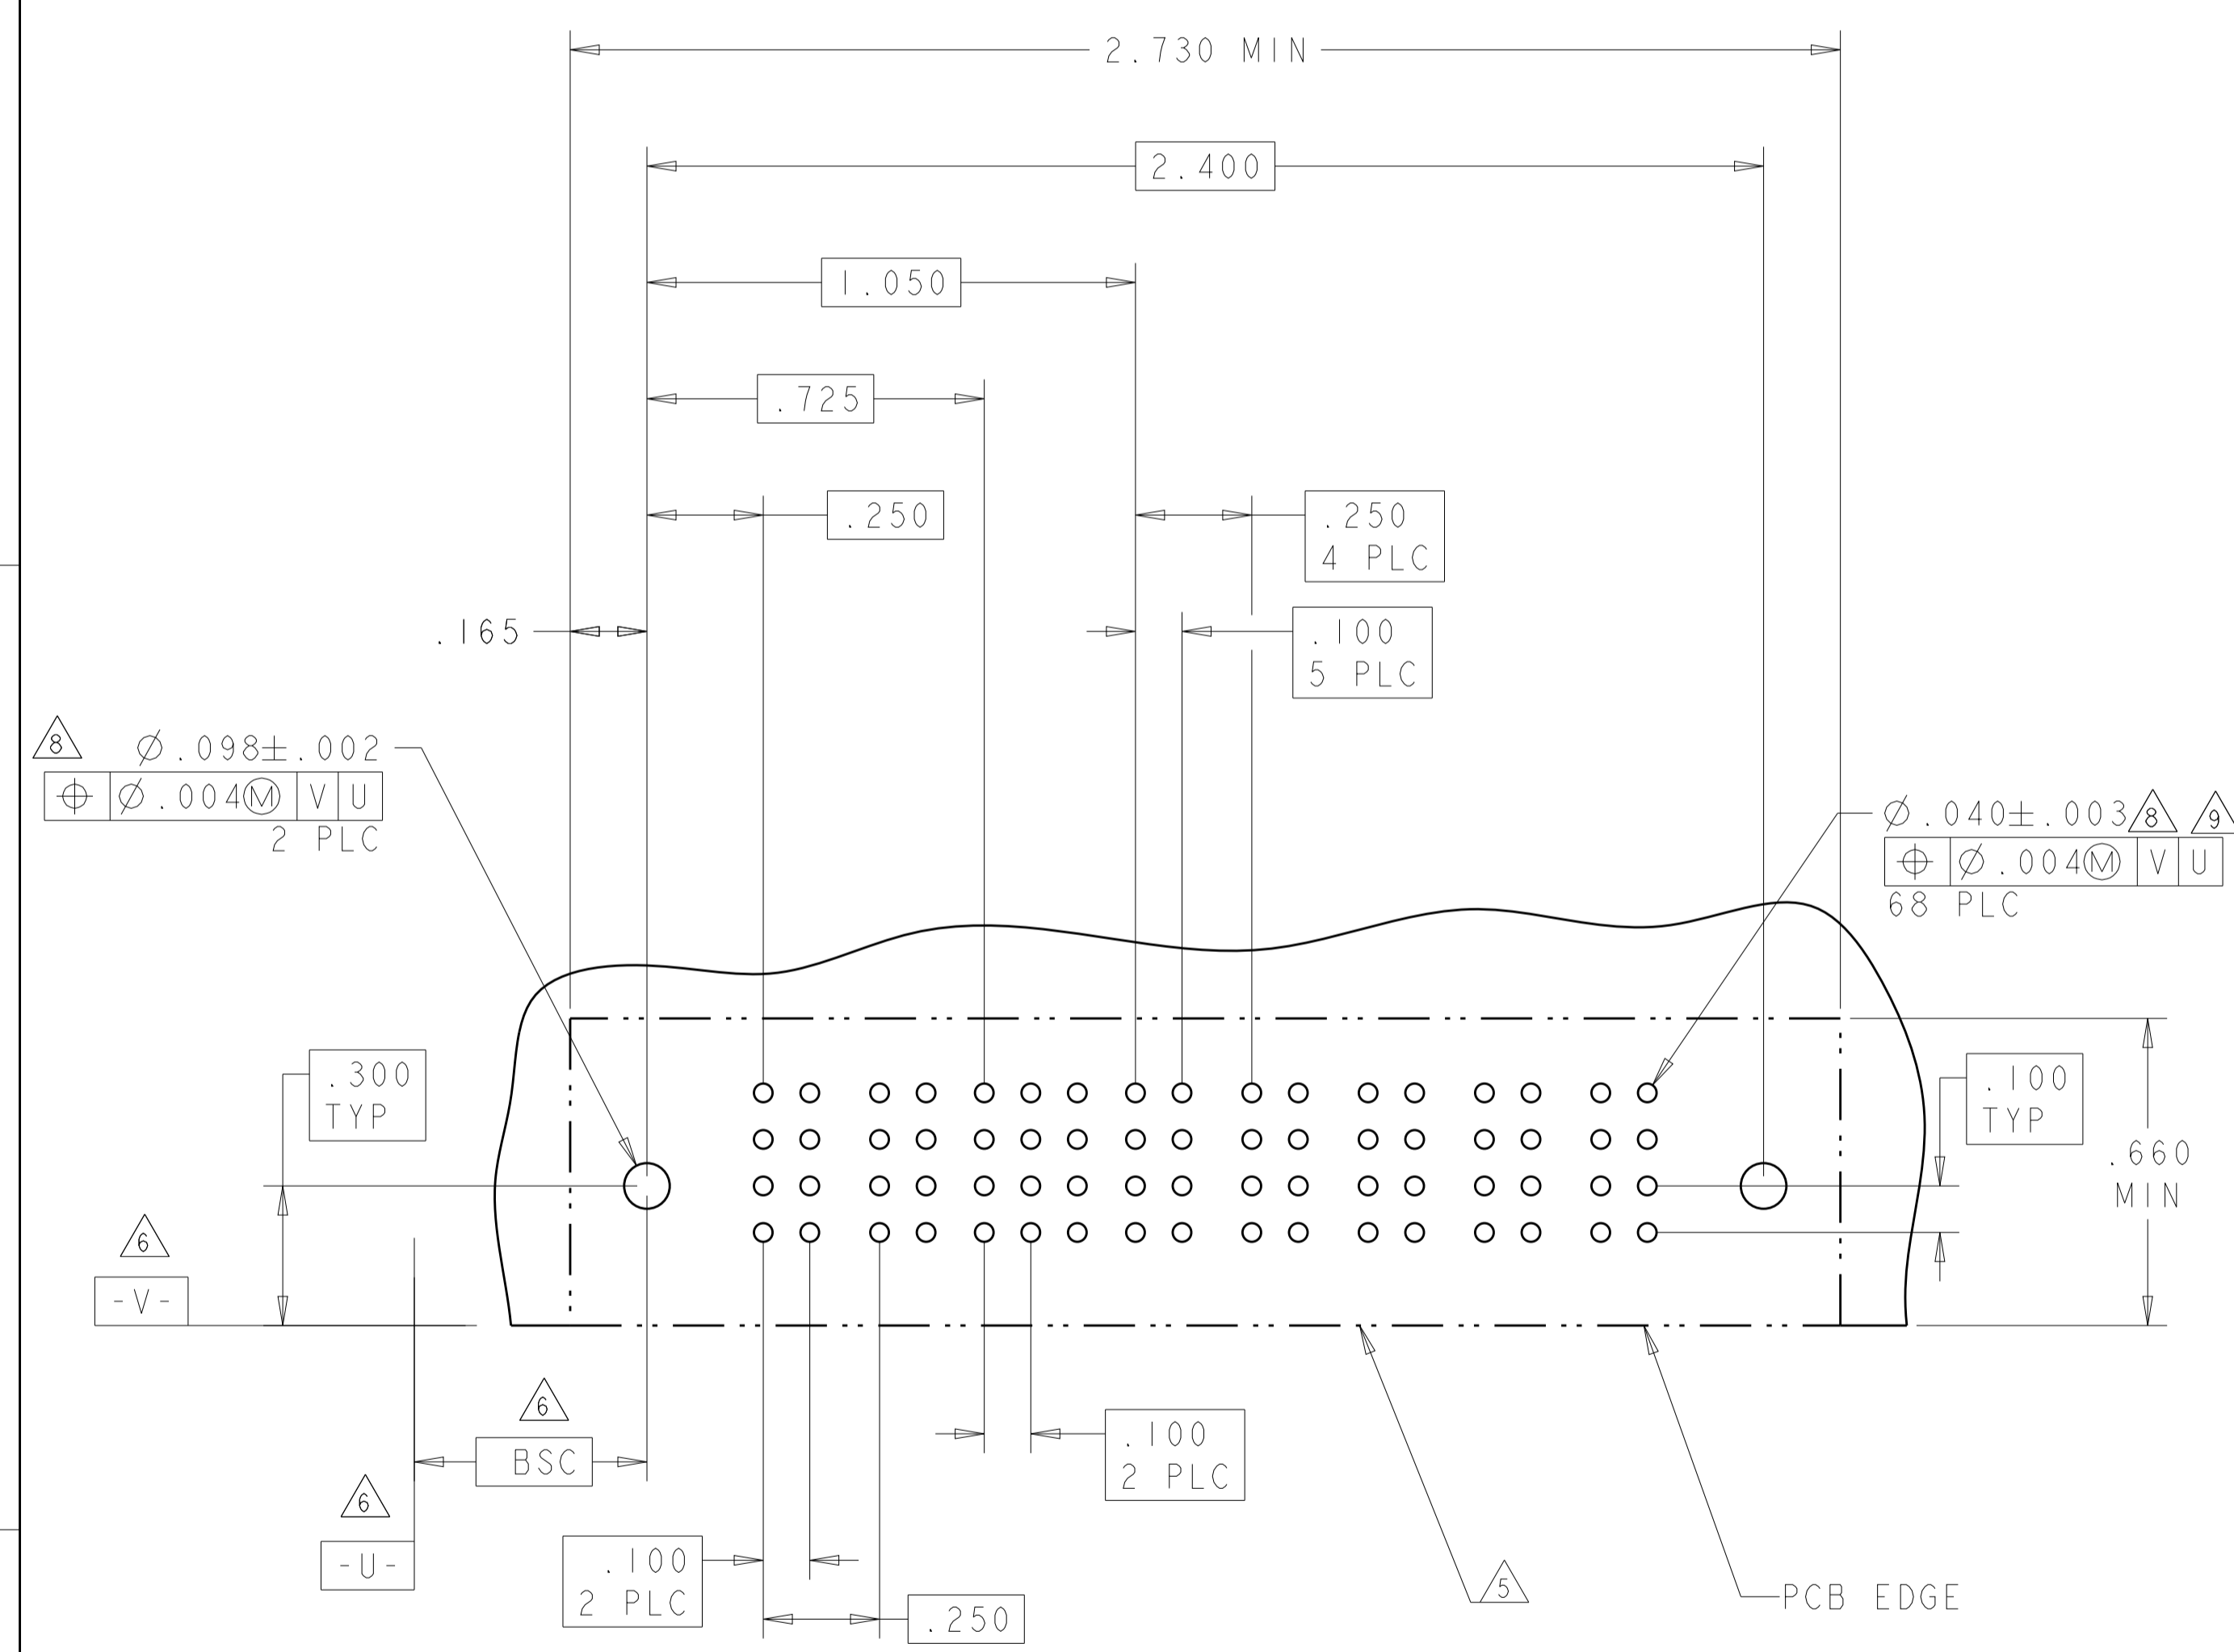 2.730 MIN
2.400
1.050
.725
.250
.250
4 PLC
.165
.100
5 PLC
8
⌀.098±.002
⌖ ⌀.004Ⓜ V U
2 PLC
⌀.040±.003 8 9
⌖ ⌀.004Ⓜ V U
68 PLC
.300
TYP
.100
TYP
.660
MIN
6
-V-
6
BSC
6
-U-
.100
2 PLC
.100
2 PLC
.250
5
PCB EDGE